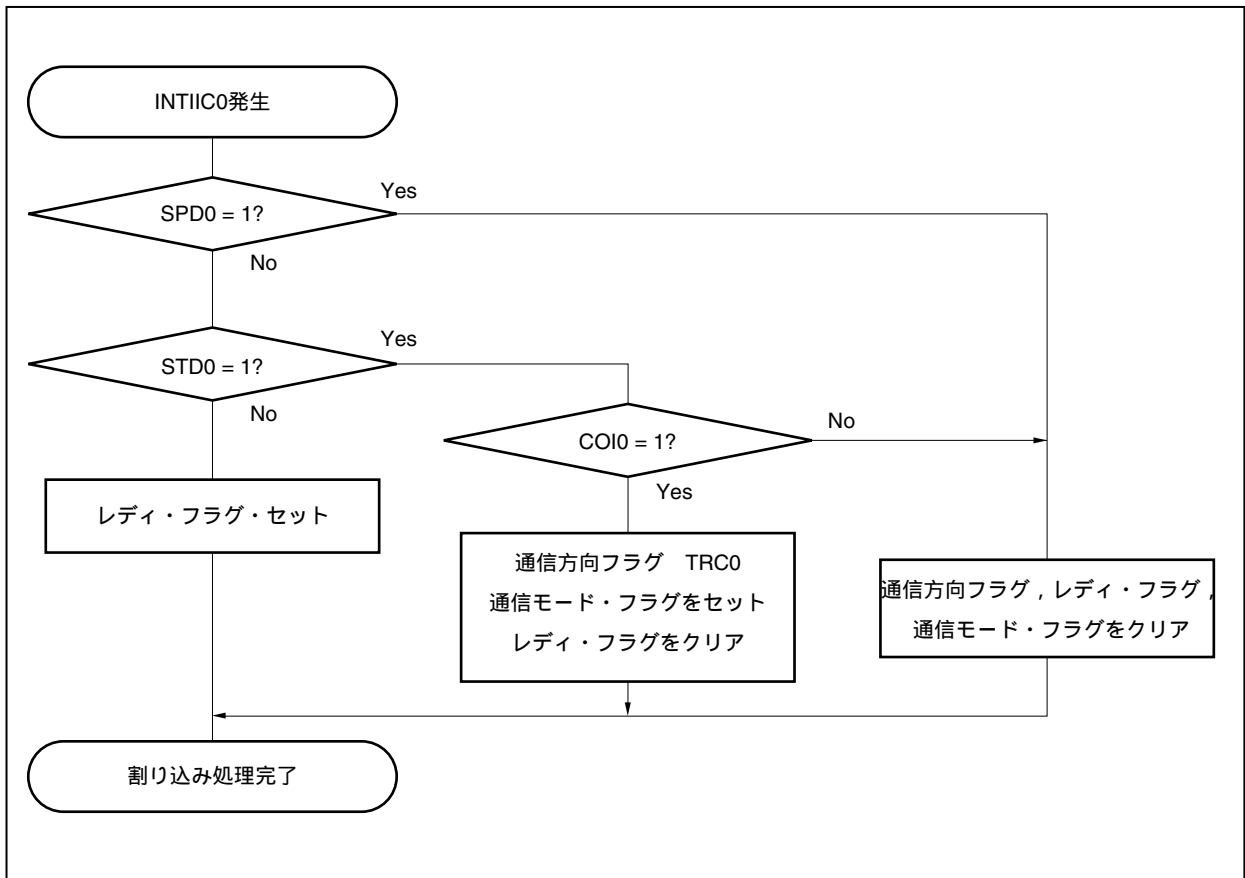 INTIIC0発生
Yes
SPD0 = 1?
No
Yes
STD0 = 1?
No
COI0 = 1?
No
Yes
レディ・フラグ・セット
通信方向フラグ　TRC0
通信モード・フラグをセット
レディ・フラグをクリア
通信方向フラグ , レディ・フラグ ,
通信モード・フラグをクリア
割り込み処理完了